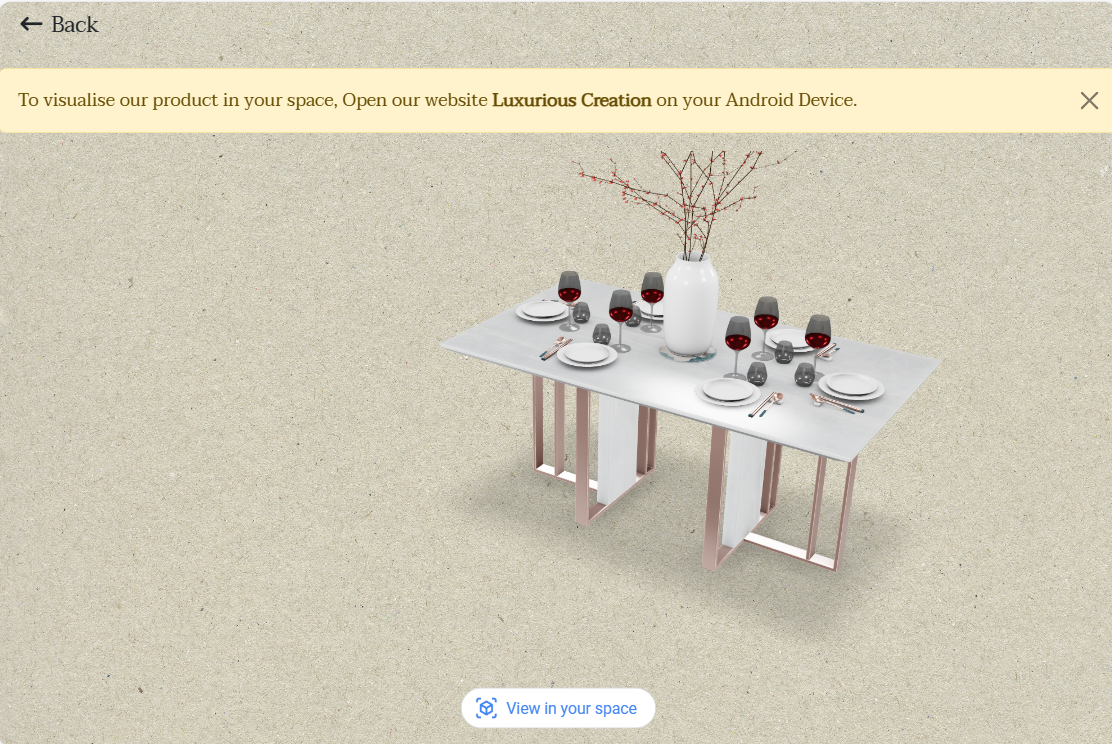 Back
To visualise our product in your space, Open our website Luxurious Creation on your Android Device.
View in your space